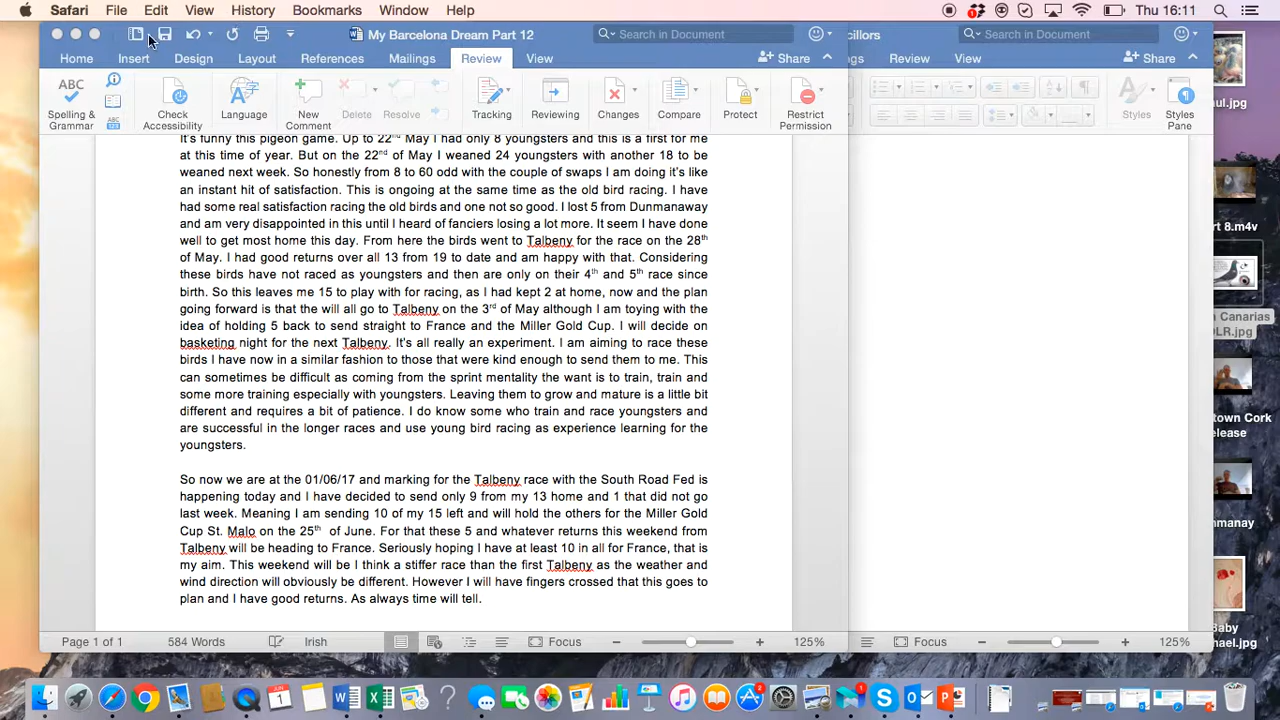 Safari File Edit View History Bookmarks Window Help Thu 16:11
My Barcelona Dream Part 12 Search in Document cillors Search in Document
Home Insert Design Layout References Mailings Review View Share ngs Review View Share
ABC
Spelling & Grammar Check Accessibility Language New Comment Delete Resolve Tracking Reviewing Changes Compare Protect Restrict Permission Styles Styles Pane
It's funny this pigeon game. Up to 22nd May I had only 8 youngsters and this is a first for me
at this time of year. But on the 22nd of May I weaned 24 youngsters with another 18 to be
weaned next week. So honestly from 8 to 60 odd with the couple of swaps I am doing it's like
an instant hit of satisfaction. This is ongoing at the same time as the old bird racing. I have
had some real satisfaction racing the old birds and one not so good. I lost 5 from Dunmanaway
and am very disappointed in this until I heard of fanciers losing a lot more. It seem I have done
well to get most home this day. From here the birds went to Talbeny for the race on the 28th
of May. I had good returns over all 13 from 19 to date and am happy with that. Considering
these birds have not raced as youngsters and then are only on their 4th and 5th race since
birth. So this leaves me 15 to play with for racing, as I had kept 2 at home, now and the plan
going forward is that the will all go to Talbeny on the 3rd of May although I am toying with the
idea of holding 5 back to send straight to France and the Miller Gold Cup. I will decide on
basketing night for the next Talbeny. It's all really an experiment. I am aiming to race these
birds I have now in a similar fashion to those that were kind enough to send them to me. This
can sometimes be difficult as coming from the sprint mentality the want is to train, train and
some more training especially with youngsters. Leaving them to grow and mature is a little bit
different and requires a bit of patience. I do know some who train and race youngsters and
are successful in the longer races and use young bird racing as experience learning for the
youngsters.
So now we are at the 01/06/17 and marking for the Talbeny race with the South Road Fed is
happening today and I have decided to send only 9 from my 13 home and 1 that did not go
last week. Meaning I am sending 10 of my 15 left and will hold the others for the Miller Gold
Cup St. Malo on the 25th of June. For that these 5 and whatever returns this weekend from
Talbeny will be heading to France. Seriously hoping I have at least 10 in all for France, that is
my aim. This weekend will be I think a stiffer race than the first Talbeny as the weather and
wind direction will obviously be different. However I will have fingers crossed that this goes to
plan and I have good returns. As always time will tell.
Page 1 of 1 584 Words Irish Focus 125% Focus 125%
ul.jpg
rt 8.m4v
n Canarias
DLR.jpg
town Cork
elease
nmanay
Baby
hael.jpg